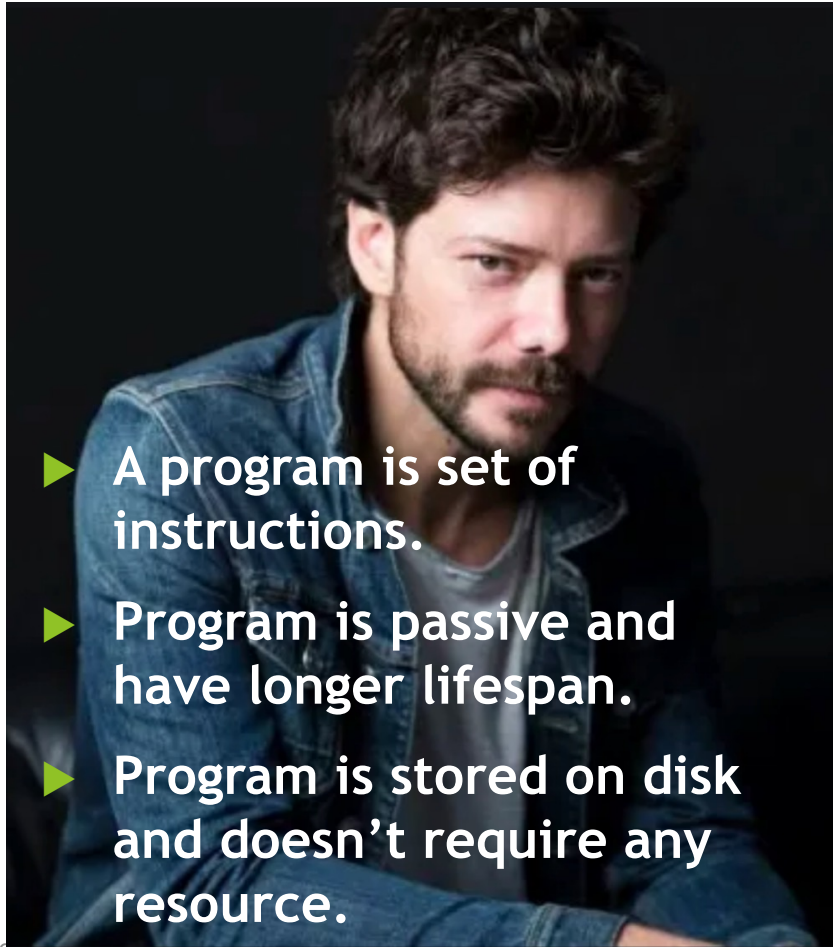 A program is set of
instructions.
Program is passive and
have longer lifespan.
Program is stored on disk
and doesn’t require any
resource.